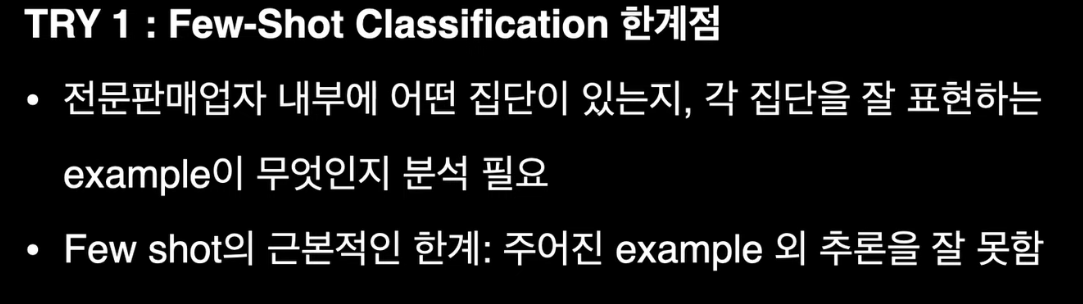 TRY 1 : Few-Shot Classification 한계점
• 전문판매업자 내부에 어떤 집단이 있는지, 각 집단을 잘 표현하는
example이 무엇인지 분석 필요
• Few shot의 근본적인 한계: 주어진 example 외 추론을 잘 못함